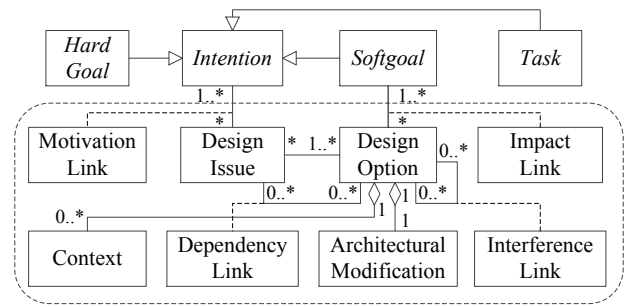 Hard
Goal
Intention
Softgoal
Task
1..*
1..*
*
*
Motivation
Link
Design
Issue
*
1..*
Design
Option
0..*
Impact
Link
0..*
0..*
0..*
0..*
1
1
1
Context
Dependency
Link
Architectural
Modification
Interference
Link